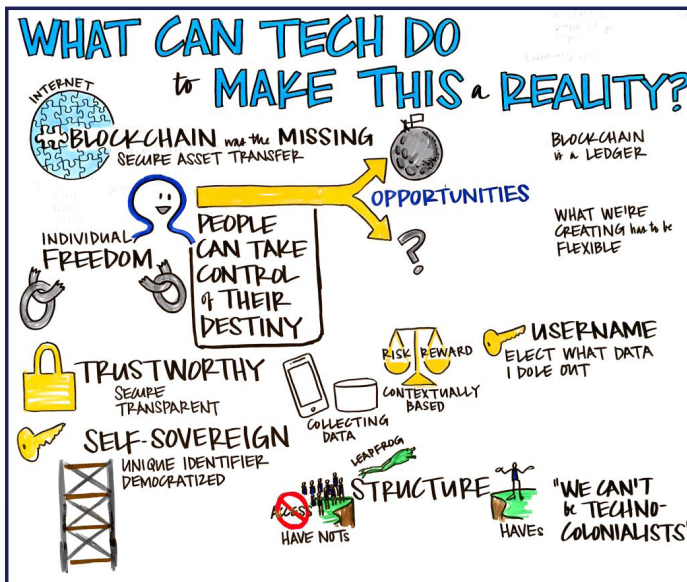 WHAT CAN TECH DO
to MAKE THIS a REALITY?
INTERNET
BLOCKCHAIN was the MISSING
SECURE ASSET TRANSFER
BLOCKCHAIN
is a LEDGER
OPPORTUNITIES
WHAT WE'RE
CREATING has to be
FLEXIBLE
INDIVIDUAL
FREEDOM
PEOPLE
CAN TAKE
CONTROL
of THEIR
DESTINY
?
TRUSTWORTHY
SECURE
TRANSPARENT
COLLECTING
DATA
RISK REWARD
CONTEXTUALLY
BASED
USERNAME
ELECT WHAT DATA
I DOLE OUT
SELF-SOVEREIGN
UNIQUE IDENTIFIER
DEMOCRATIZED
LEAPFROG
STRUCTURE
ACCESS
HAVE NOTs
HAVEs
"WE CAN'T
be TECHNO-
COLONIALISTS"